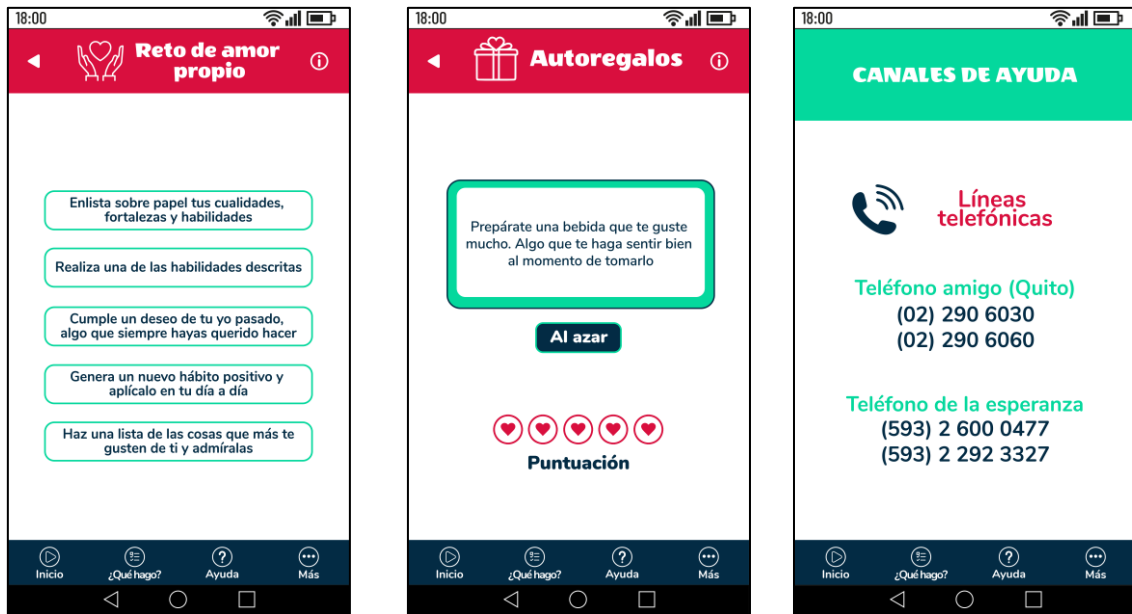 18:00
Reto de amor
propio
Enlista sobre papel tus cualidades,
fortalezas y habilidades
Realiza una de las habilidades descritas
Cumple un deseo de tu yo pasado,
algo que siempre hayas querido hacer
Genera un nuevo hábito positivo y
aplícalo en tu día a día
Haz una lista de las cosas que más te
gusten de ti y admíralas
Inicio
¿Qué hago?
Ayuda
Más
18:00
Autoregalos
Prepárate una bebida que te guste
mucho. Algo que te haga sentir bien
al momento de tomarlo
Al azar
Puntuación
Inicio
¿Qué hago?
Ayuda
Más
18:00
CANALES DE AYUDA
Líneas
telefónicas
Teléfono amigo (Quito)
(02) 290 6030
(02) 290 6060
Teléfono de la esperanza
(593) 2 600 0477
(593) 2 292 3327
Inicio
¿Qué hago?
Ayuda
Más